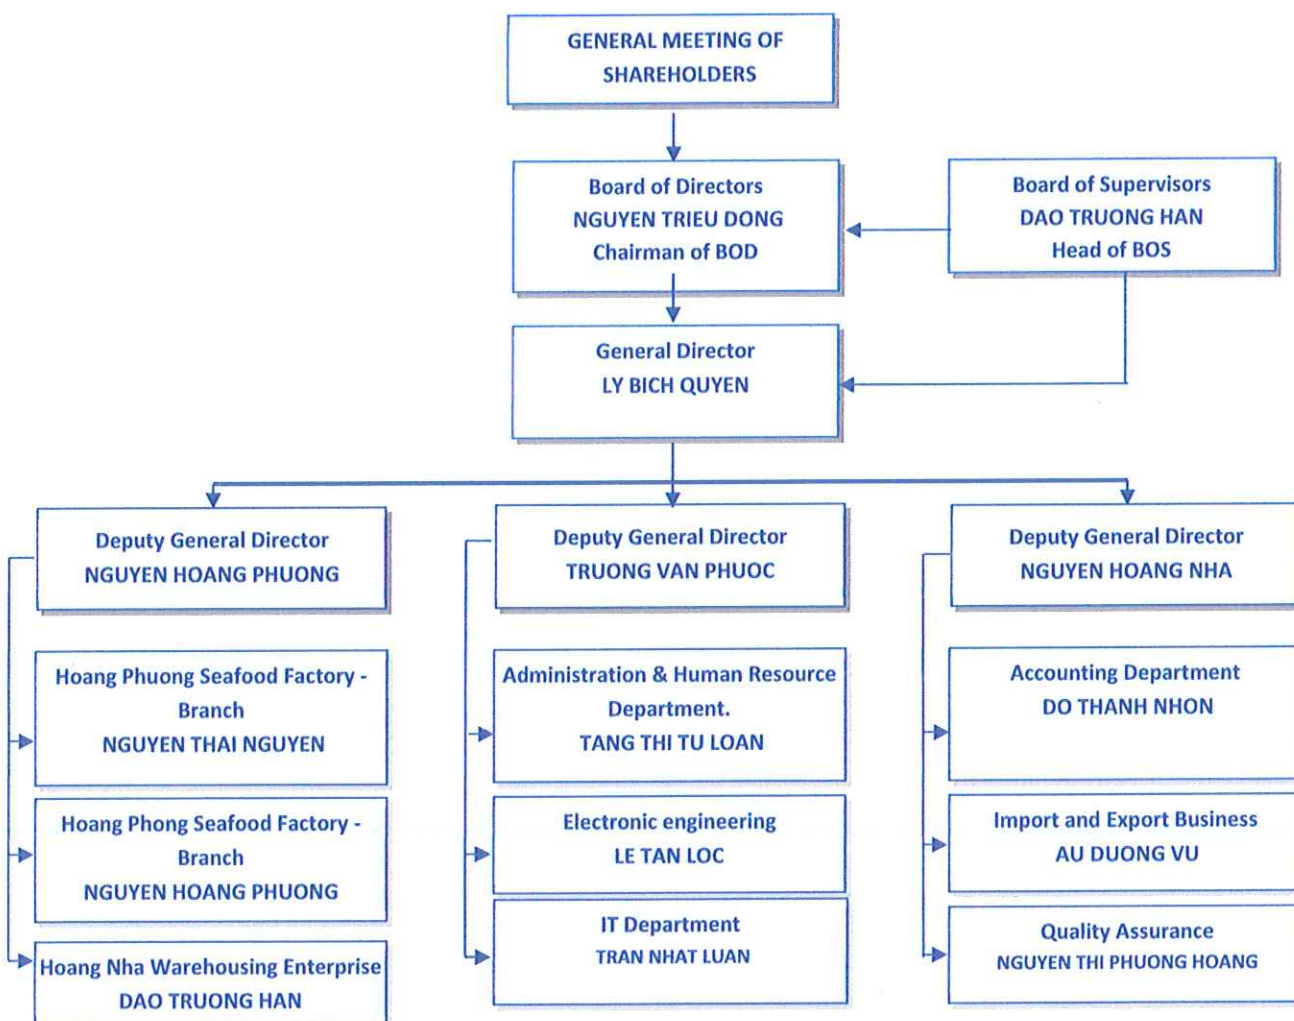 GENERAL MEETING OF
SHAREHOLDERS
Board of Directors
NGUYEN TRIEU DONG
Chairman of BOD
Board of Supervisors
DAO TRUONG HAN
Head of BOS
General Director
LY BICH QUYEN
Deputy General Director
NGUYEN HOANG PHUONG
Deputy General Director
TRUONG VAN PHUOC
Deputy General Director
NGUYEN HOANG NHA
Hoang Phuong Seafood Factory -
Branch
NGUYEN THAI NGUYEN
Administration & Human Resource
Department.
TANG THI TU LOAN
Accounting Department
DO THANH NHON
Hoang Phong Seafood Factory -
Branch
NGUYEN HOANG PHUONG
Electronic engineering
LE TAN LOC
Import and Export Business
AU DUONG VU
Hoang Nha Warehousing Enterprise
DAO TRUONG HAN
IT Department
TRAN NHAT LUAN
Quality Assurance
NGUYEN THI PHUONG HOANG